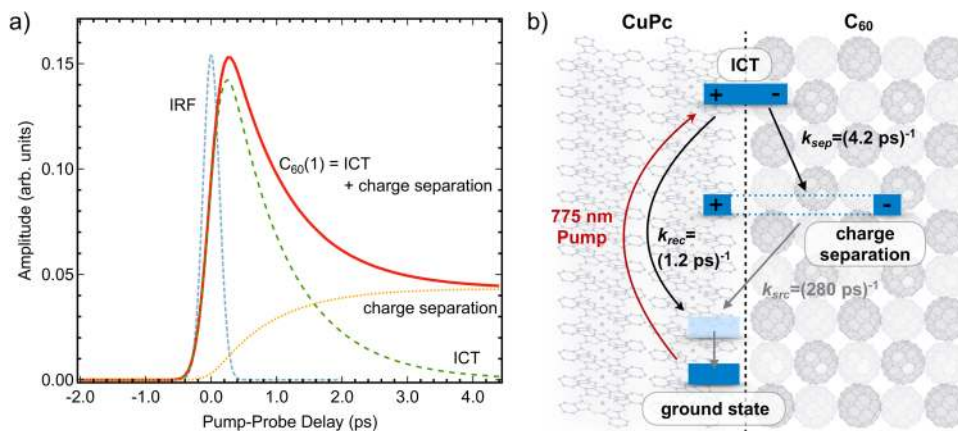 a)
Amplitude (arb. units)
0.15
0.10
0.05
0.00
IRF
C₆₀(1) = ICT
+ charge separation
charge separation
ICT
-2.0 -1.0 0.0 1.0 2.0 3.0 4.0
Pump-Probe Delay (ps)
b)
CuPc C₆₀
ICT
+ -
k_sep=(4.2 ps)⁻¹
775 nm
Pump
k_rec=
(1.2 ps)⁻¹
+ -
charge
separation
k_src=(280 ps)⁻¹
ground state